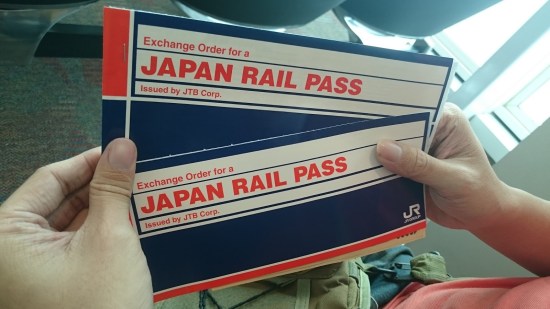 Exchange Order for a
JAPAN RAIL PASS
Issued by JTB Corp.
Exchange Order for a
JAPAN RAIL PASS
Issued by JTB Corp.
JR